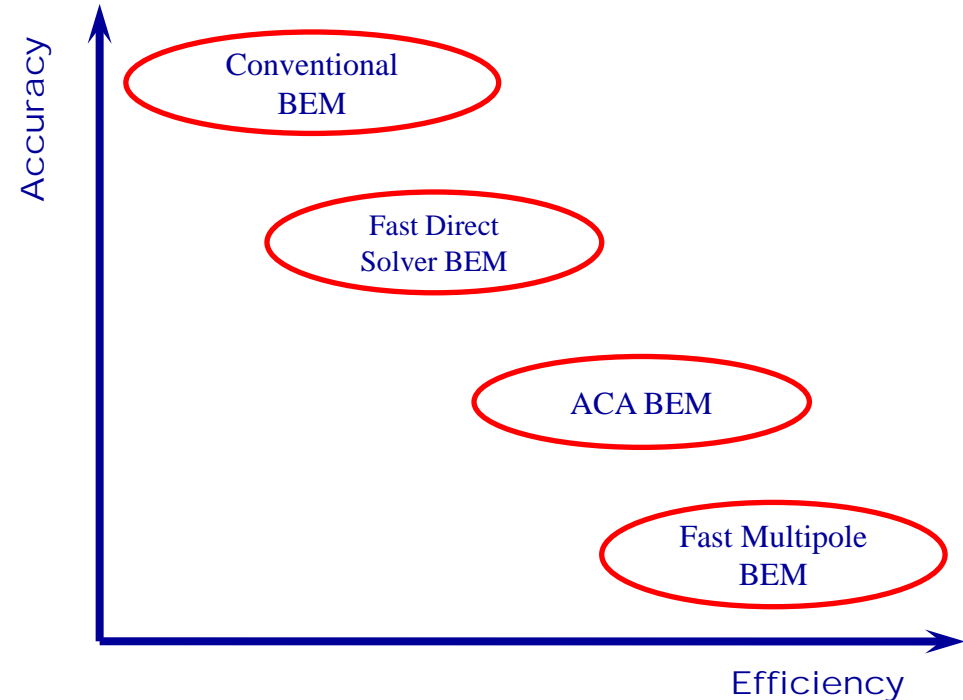 Accuracy
Conventional
BEM
Fast Direct
Solver BEM
ACA BEM
Fast Multipole
BEM
Efficiency